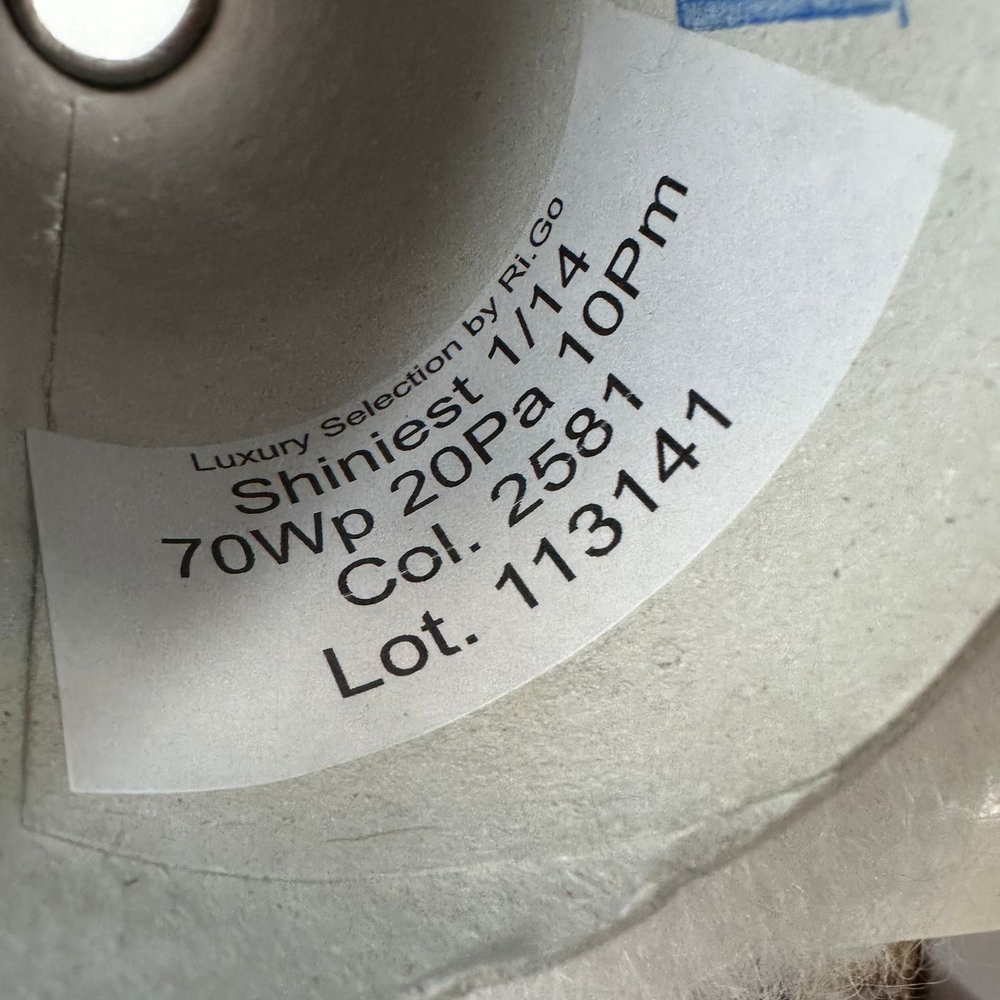 Luxury Selection by Ri.Go
Shiniest 1/14
70Wp 20Pa 10Pm
Col. 2581
Lot. 113141